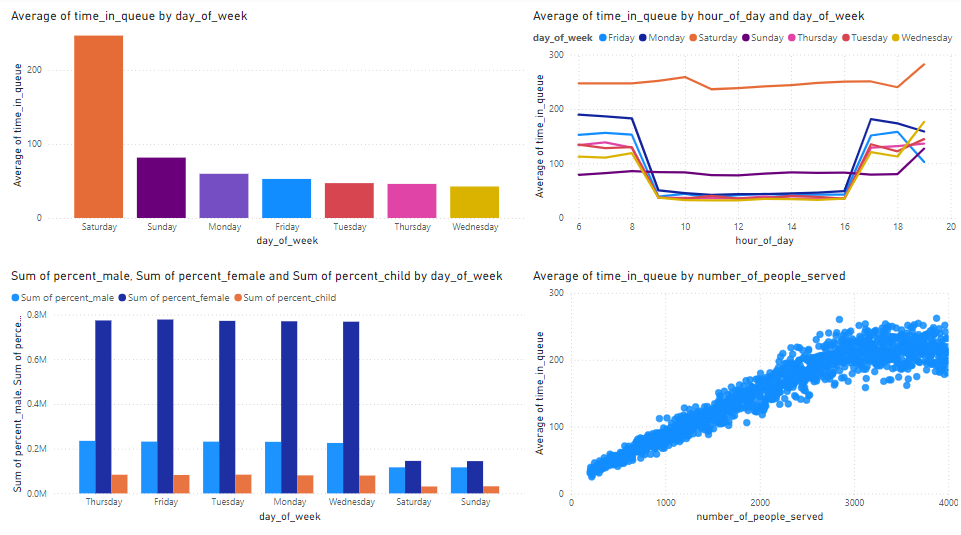 Average of time_in_queue by day_of_week
Average of time_in_queue
200
100
0
Saturday Sunday Monday Friday Tuesday Thursday Wednesday
day_of_week
Average of time_in_queue by hour_of_day and day_of_week
day_of_week Friday Monday Saturday Sunday Thursday Tuesday Wednesday
Average of time_in_queue
300
200
100
0
6 8 10 12 14 16 18 20
hour_of_day
Sum of percent_male, Sum of percent_female and Sum of percent_child by day_of_week
Sum of percent_male Sum of percent_female Sum of percent_child
Sum of percent_male, Sum of perce...
0.8M
0.6M
0.4M
0.2M
0.0M
Thursday Friday Tuesday Monday Wednesday Saturday Sunday
day_of_week
Average of time_in_queue by number_of_people_served
Average of time_in_queue
300
200
100
0
0 1000 2000 3000 4000
number_of_people_served